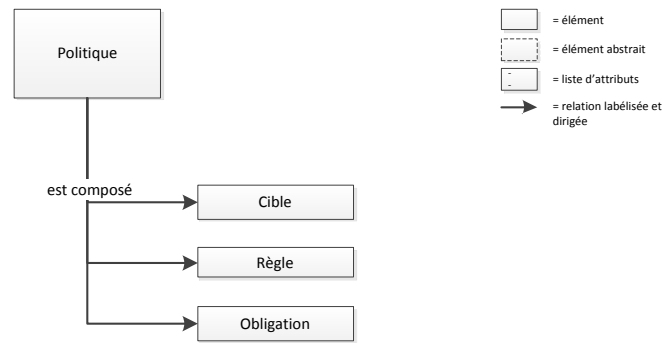 Politique
est composé
Cible
Règle
Obligation
= élément
= élément abstrait
-
-
= liste d'attributs
= relation labélisée et
dirigée